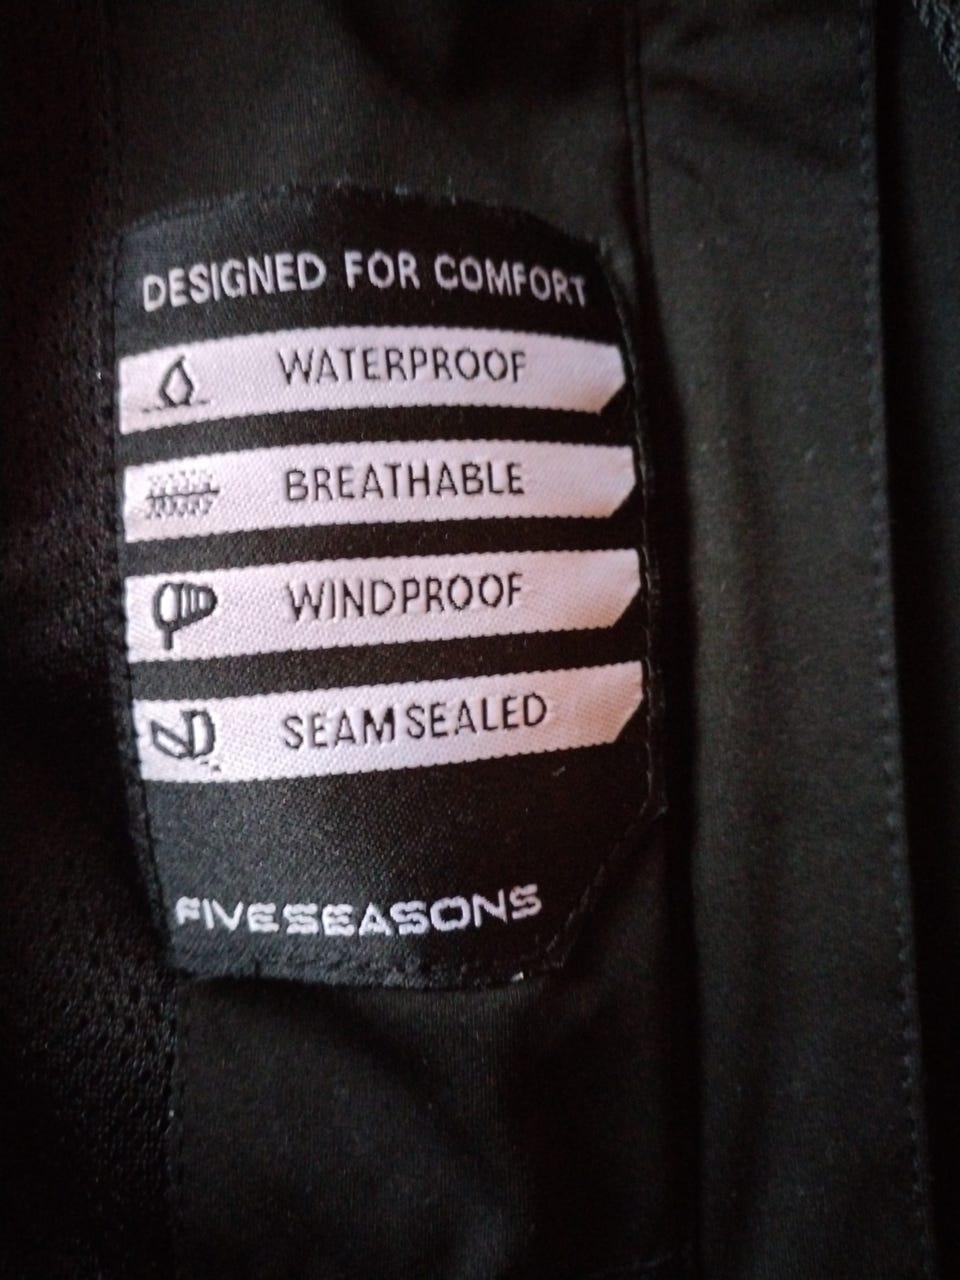 DESIGNED FOR COMFORT
WATERPROOF
BREATHABLE
WINDPROOF
SEAM SEALED
FIVESEASONS